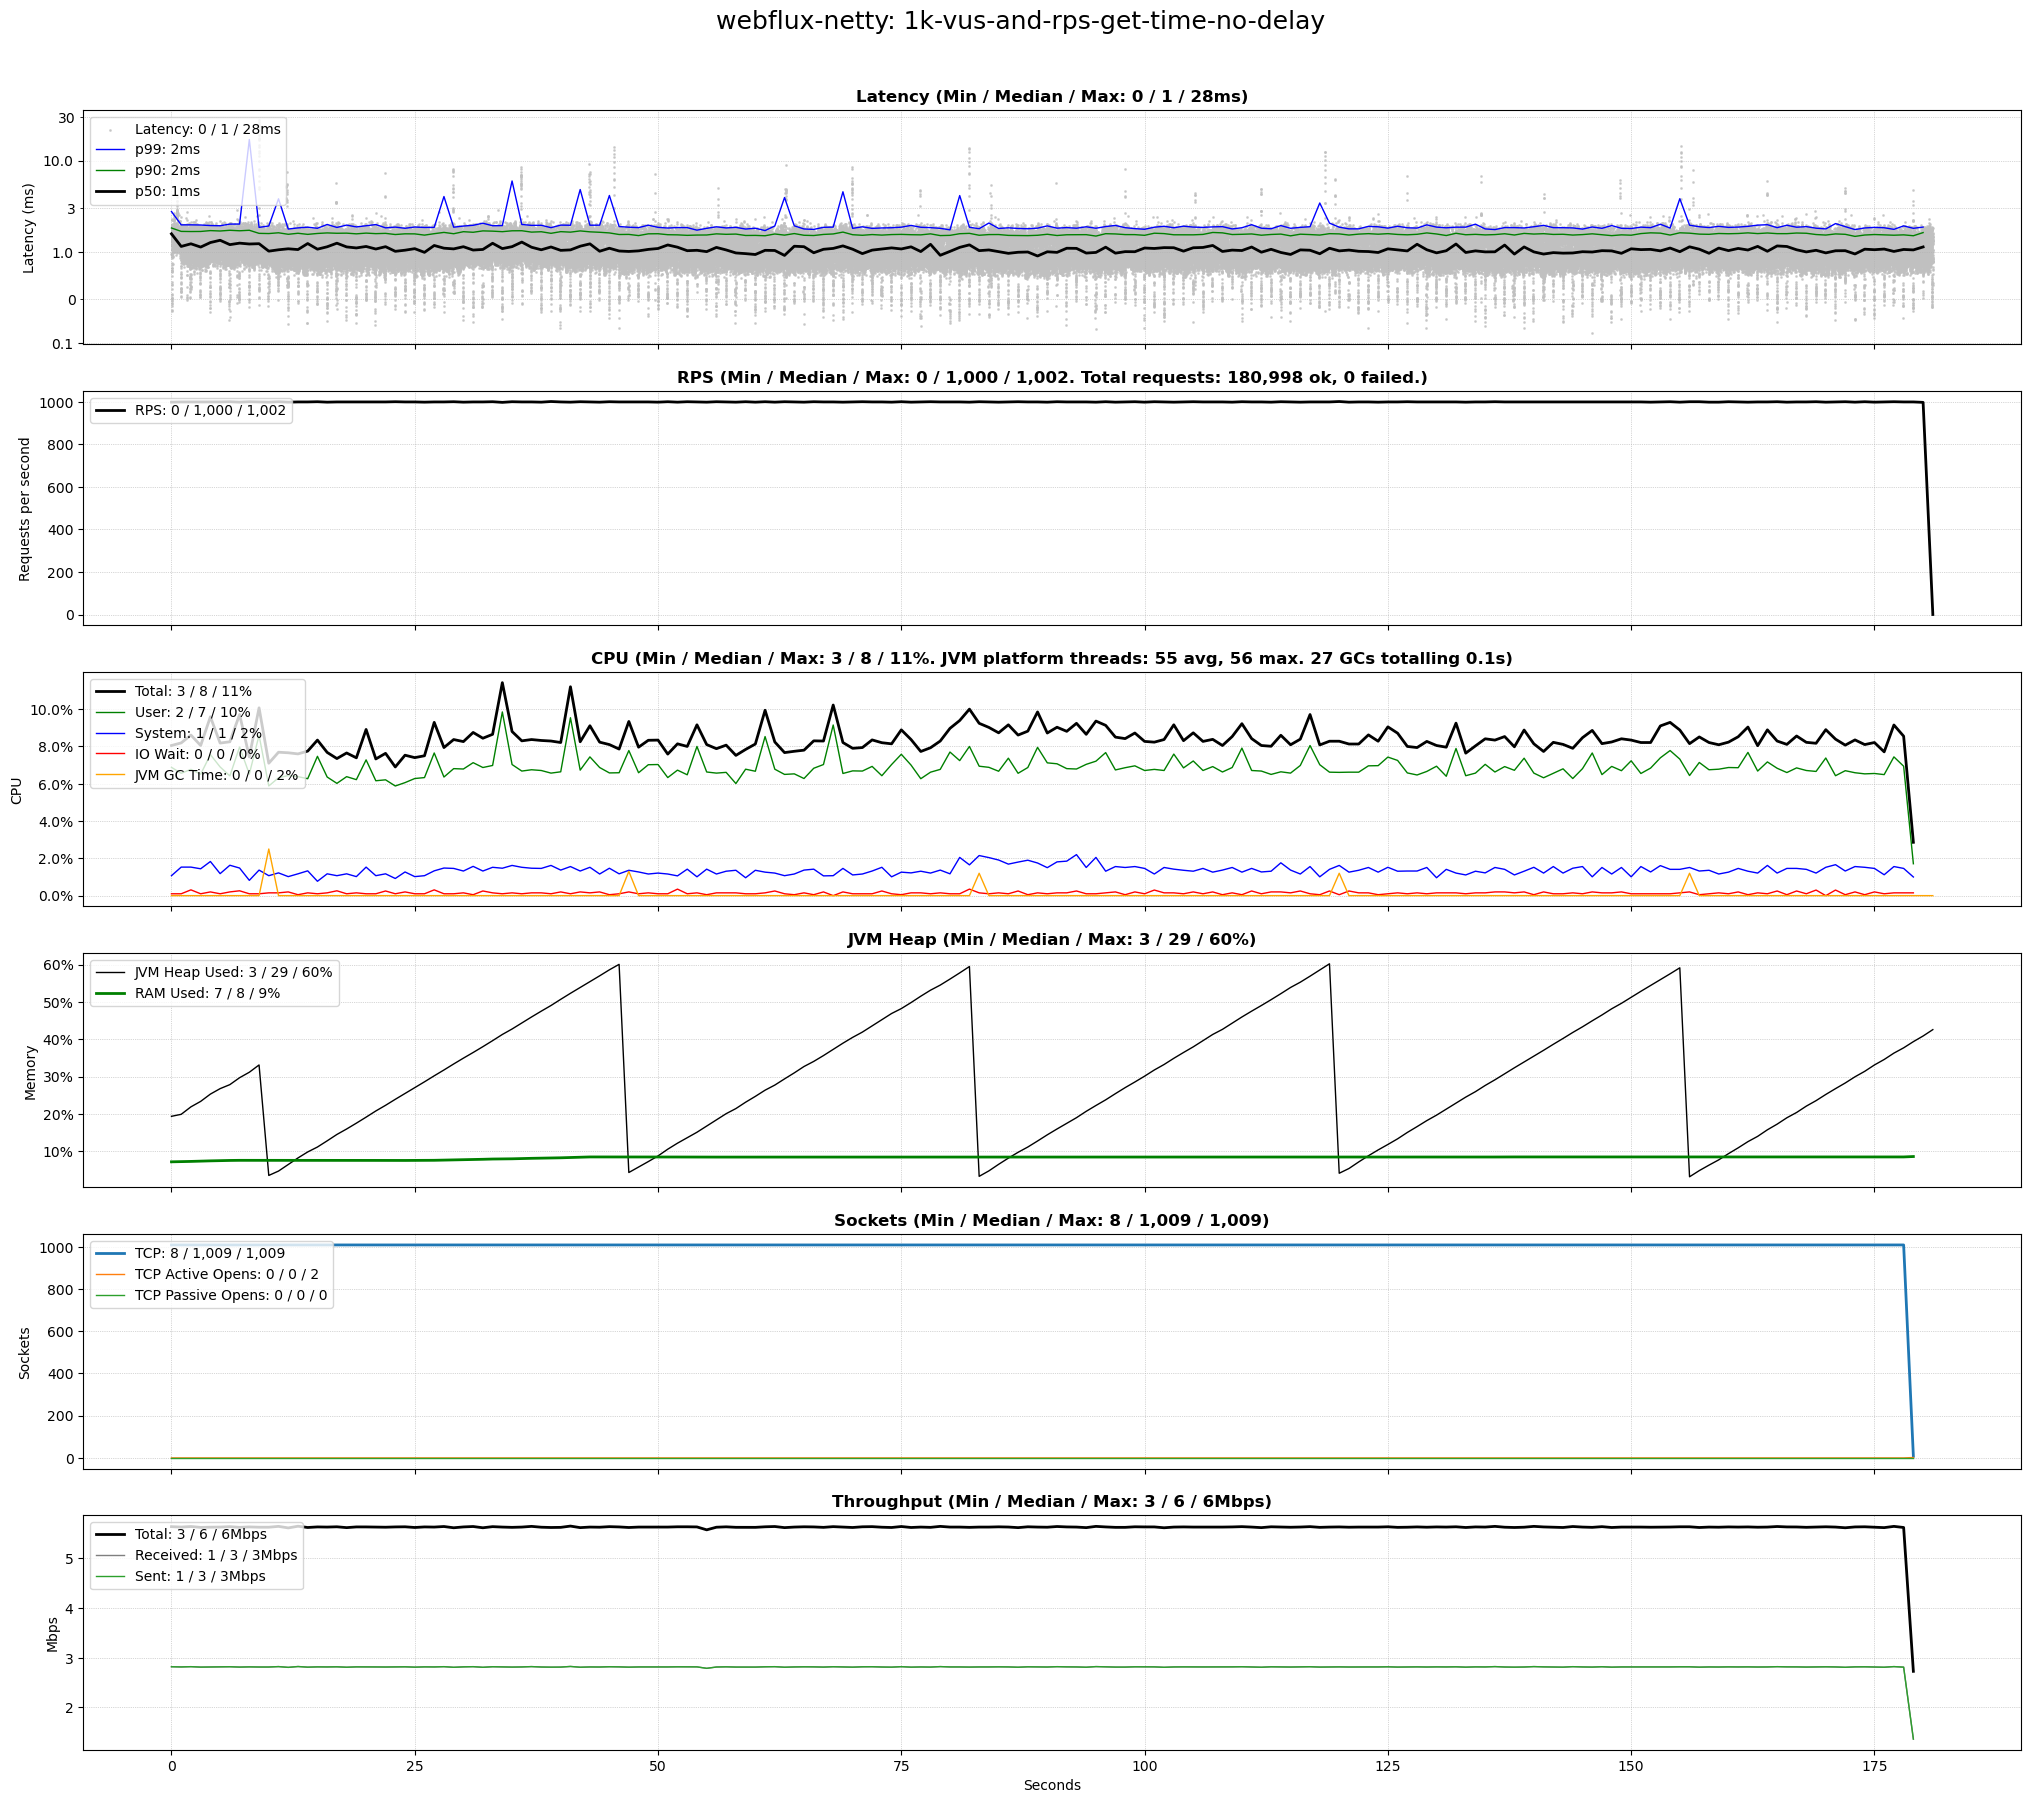 webflux-netty: 1k-vus-and-rps-get-time-no-delay
Latency (Min / Median / Max: 0 / 1 / 28ms)
30
10.0
3
1.0
0
0.1
Latency (ms)
Latency: 0 / 1 / 28ms
p99: 2ms
p90: 2ms
p50: 1ms
RPS (Min / Median / Max: 0 / 1,000 / 1,002. Total requests: 180,998 ok, 0 failed.)
1000
800
600
400
200
0
Requests per second
RPS: 0 / 1,000 / 1,002
CPU (Min / Median / Max: 3 / 8 / 11%. JVM platform threads: 55 avg, 56 max. 27 GCs totalling 0.1s)
10.0%
8.0%
6.0%
4.0%
2.0%
0.0%
CPU
Total: 3 / 8 / 11%
User: 2 / 7 / 10%
System: 1 / 1 / 2%
IO Wait: 0 / 0 / 0%
JVM GC Time: 0 / 0 / 2%
JVM Heap (Min / Median / Max: 3 / 29 / 60%)
60%
50%
40%
30%
20%
10%
Memory
JVM Heap Used: 3 / 29 / 60%
RAM Used: 7 / 8 / 9%
Sockets (Min / Median / Max: 8 / 1,009 / 1,009)
1000
800
600
400
200
0
Sockets
TCP: 8 / 1,009 / 1,009
TCP Active Opens: 0 / 0 / 2
TCP Passive Opens: 0 / 0 / 0
Throughput (Min / Median / Max: 3 / 6 / 6Mbps)
5
4
3
2
Mbps
Total: 3 / 6 / 6Mbps
Received: 1 / 3 / 3Mbps
Sent: 1 / 3 / 3Mbps
0 25 50 75 100 125 150 175
Seconds